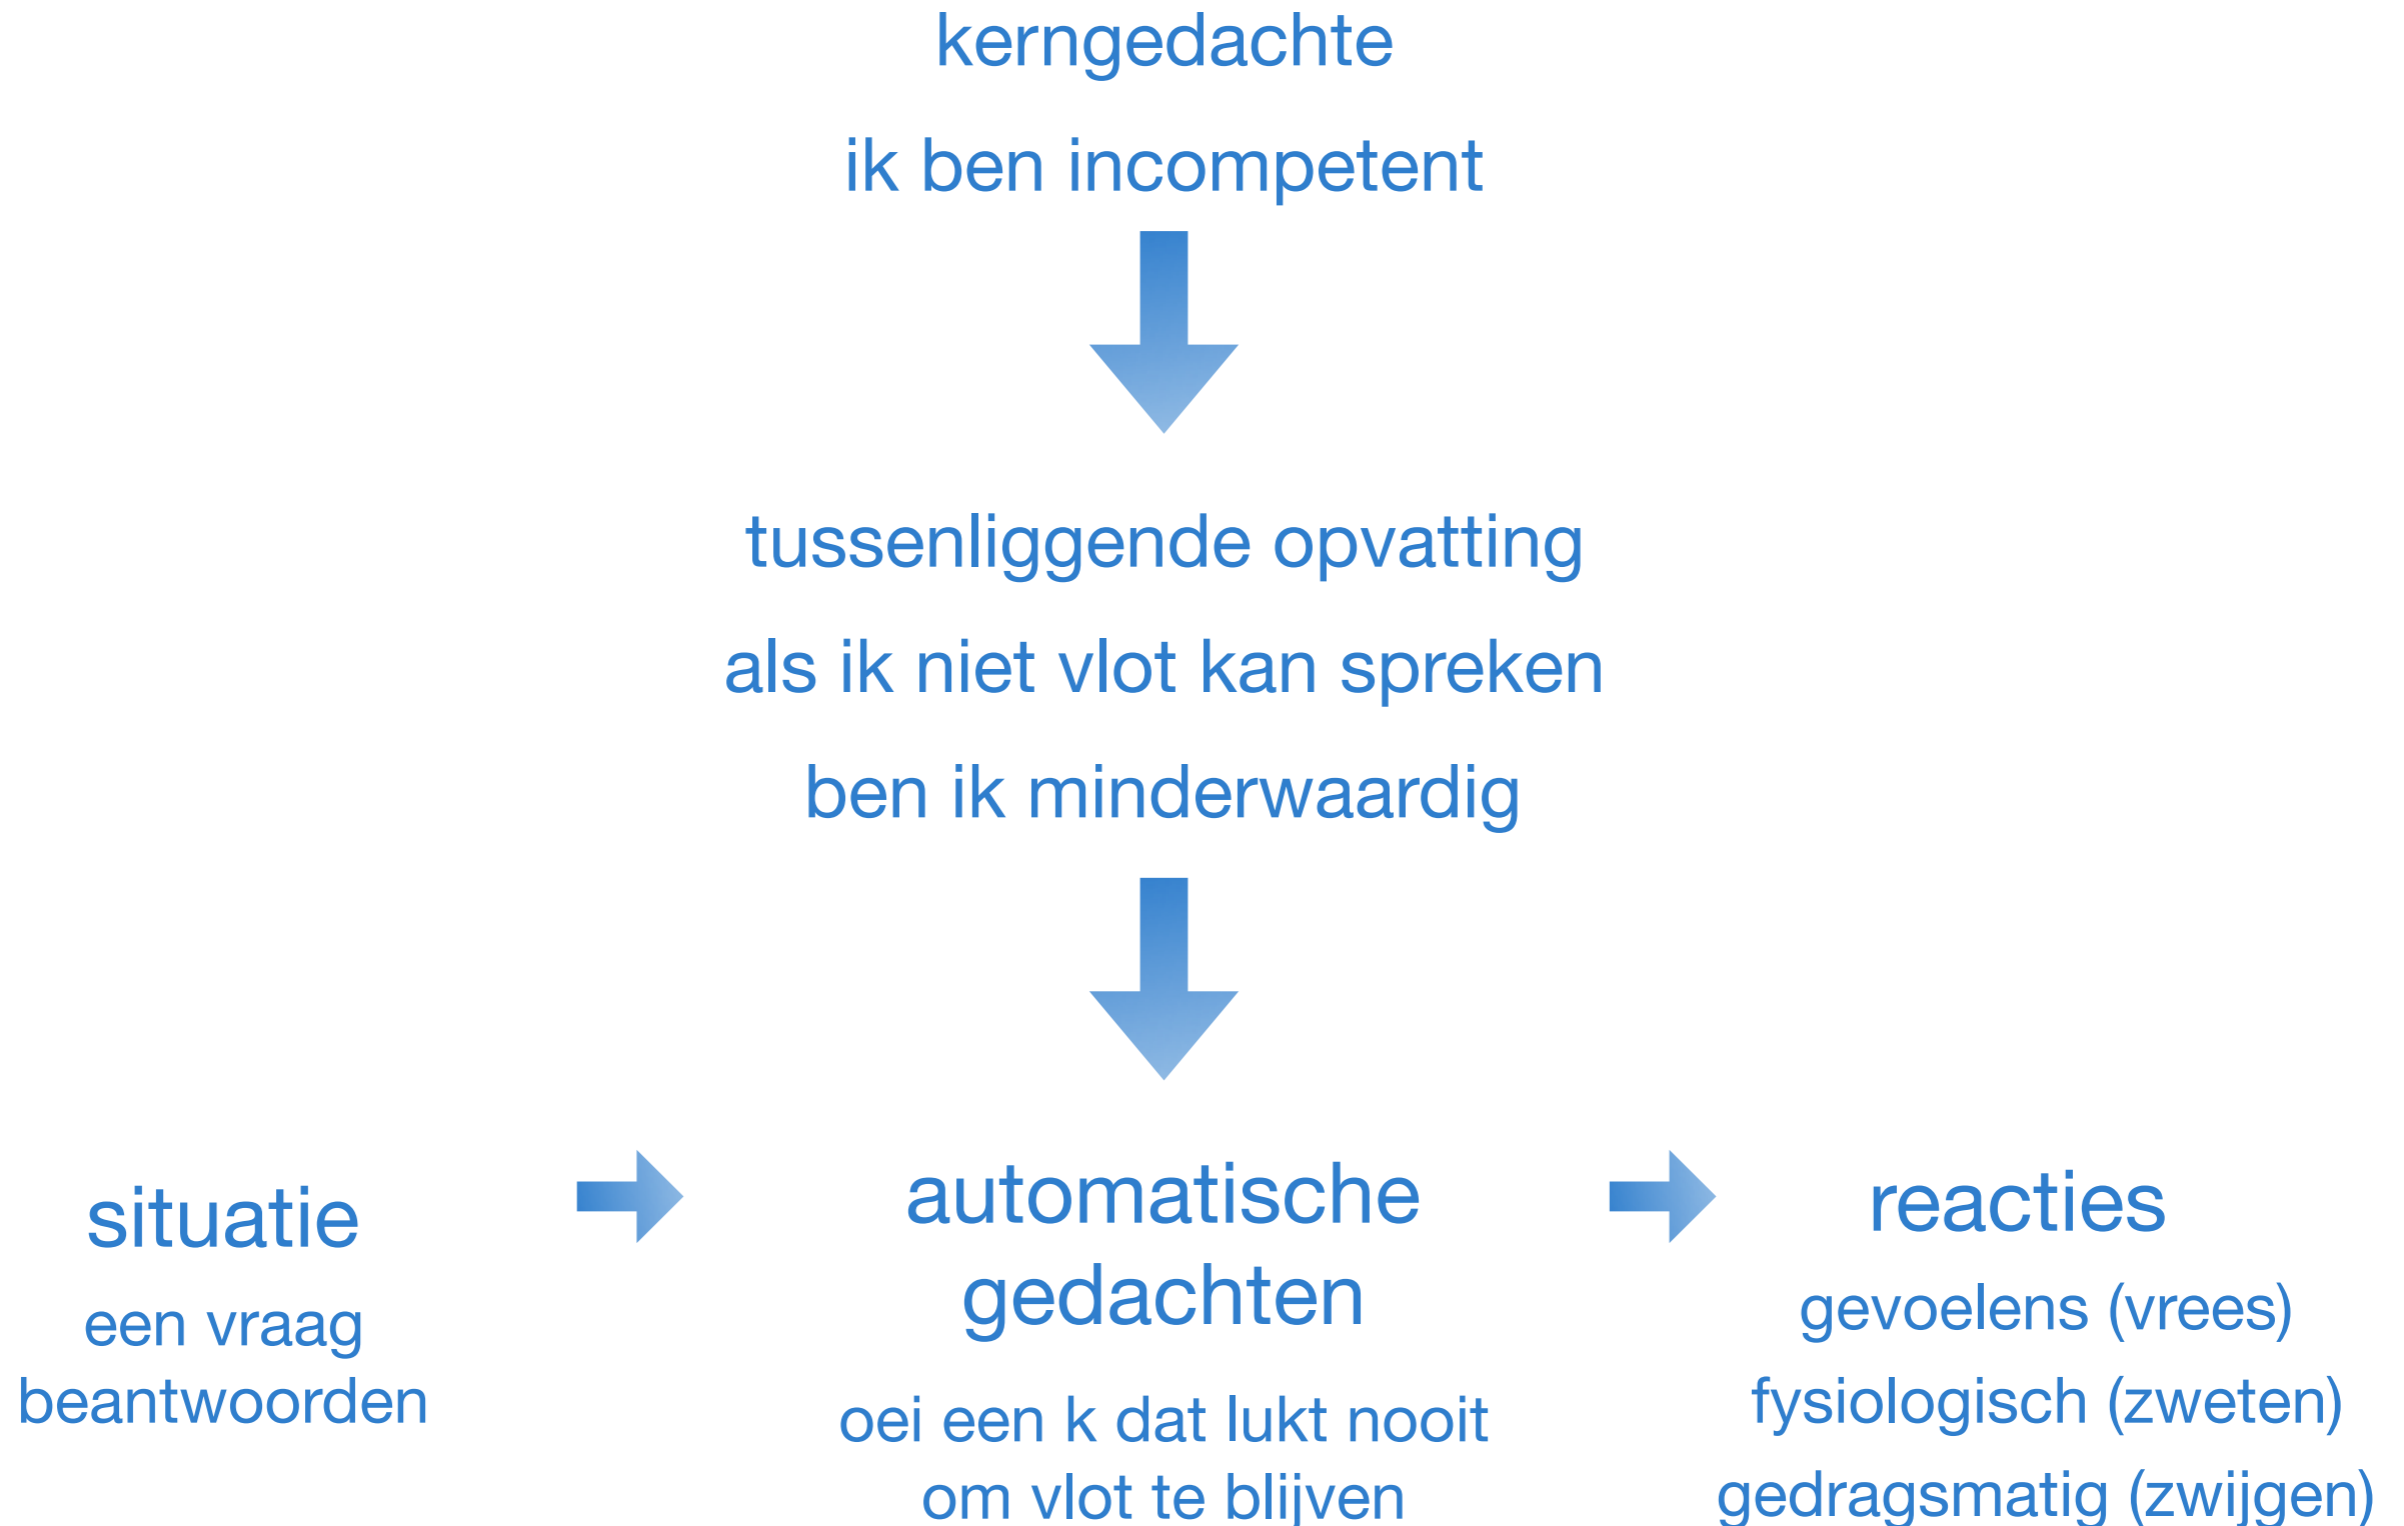 kerngedachte
ik ben incompetent
tussenliggende opvatting
als ik niet vlot kan spreken
ben ik minderwaardig
situatie
een vraag
beantwoorden
automatische
gedachten
oei een k dat lukt nooit
om vlot te blijven
reacties
gevoelens (vrees)
fysiologisch (zweten)
gedragsmatig (zwijgen)